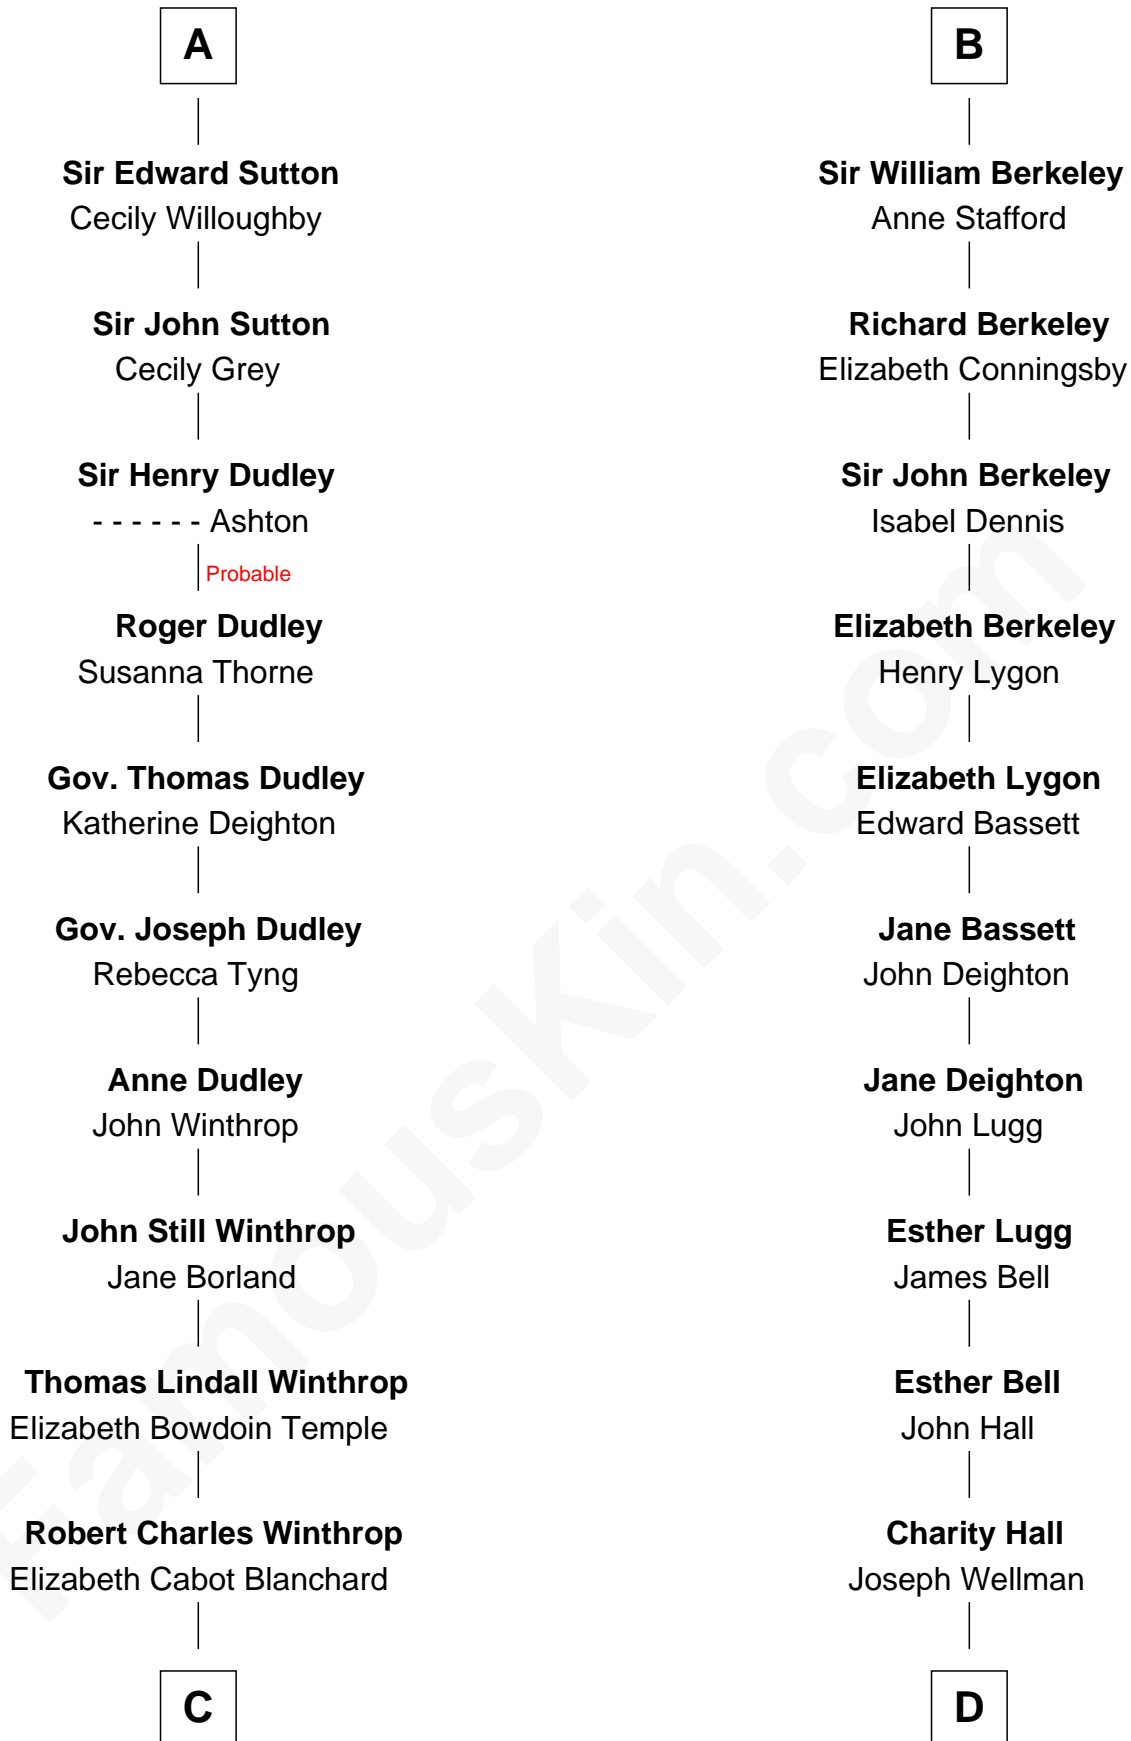 A
Sir Edward Sutton
Cecily Willoughby
Sir John Sutton
Cecily Grey
Sir Henry Dudley
- - - - - - Ashton
Probable
Roger Dudley
Susanna Thorne
Gov. Thomas Dudley
Katherine Deighton
Gov. Joseph Dudley
Rebecca Tyng
Anne Dudley
John Winthrop
John Still Winthrop
Jane Borland
Thomas Lindall Winthrop
Elizabeth Bowdoin Temple
Robert Charles Winthrop
Elizabeth Cabot Blanchard
C
B
Sir William Berkeley
Anne Stafford
Richard Berkeley
Elizabeth Conningsby
Sir John Berkeley
Isabel Dennis
Elizabeth Berkeley
Henry Lygon
Elizabeth Lygon
Edward Bassett
Jane Bassett
John Deighton
Jane Deighton
John Lugg
Esther Lugg
James Bell
Esther Bell
John Hall
Charity Hall
Joseph Wellman
D
FamousKin.com